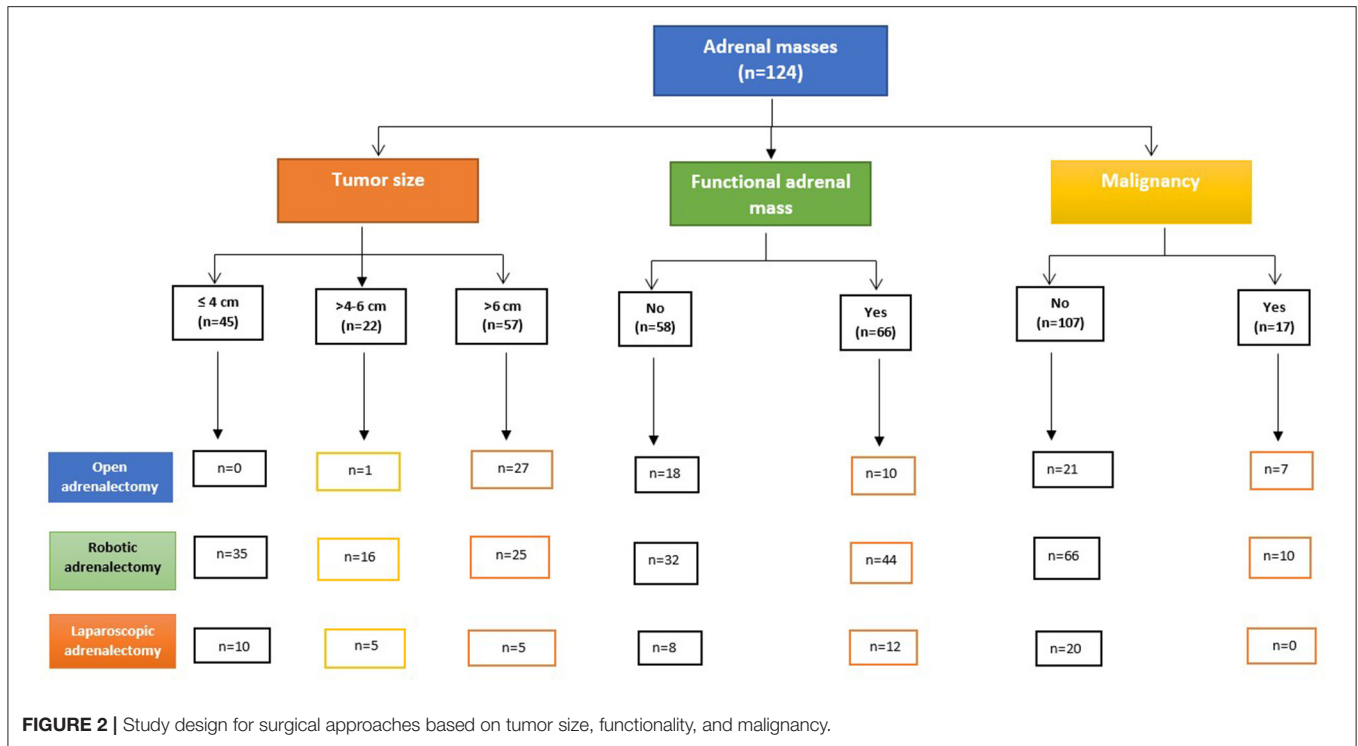 Adrenal masses
(n=124)
Tumor size
Functional adrenal
mass
Malignancy
≤ 4 cm
(n=45)
>4-6 cm
(n=22)
>6 cm
(n=57)
No
(n=58)
Yes
(n=66)
No
(n=107)
Yes
(n=17)
Open
adrenalectomy
n=0
n=1
n=27
n=18
n=10
n=21
n=7
Robotic
adrenalectomy
n=35
n=16
n=25
n=32
n=44
n=66
n=10
Laparoscopic
adrenalectomy
n=10
n=5
n=5
n=8
n=12
n=20
n=0
FIGURE 2 | Study design for surgical approaches based on tumor size, functionality, and malignancy.